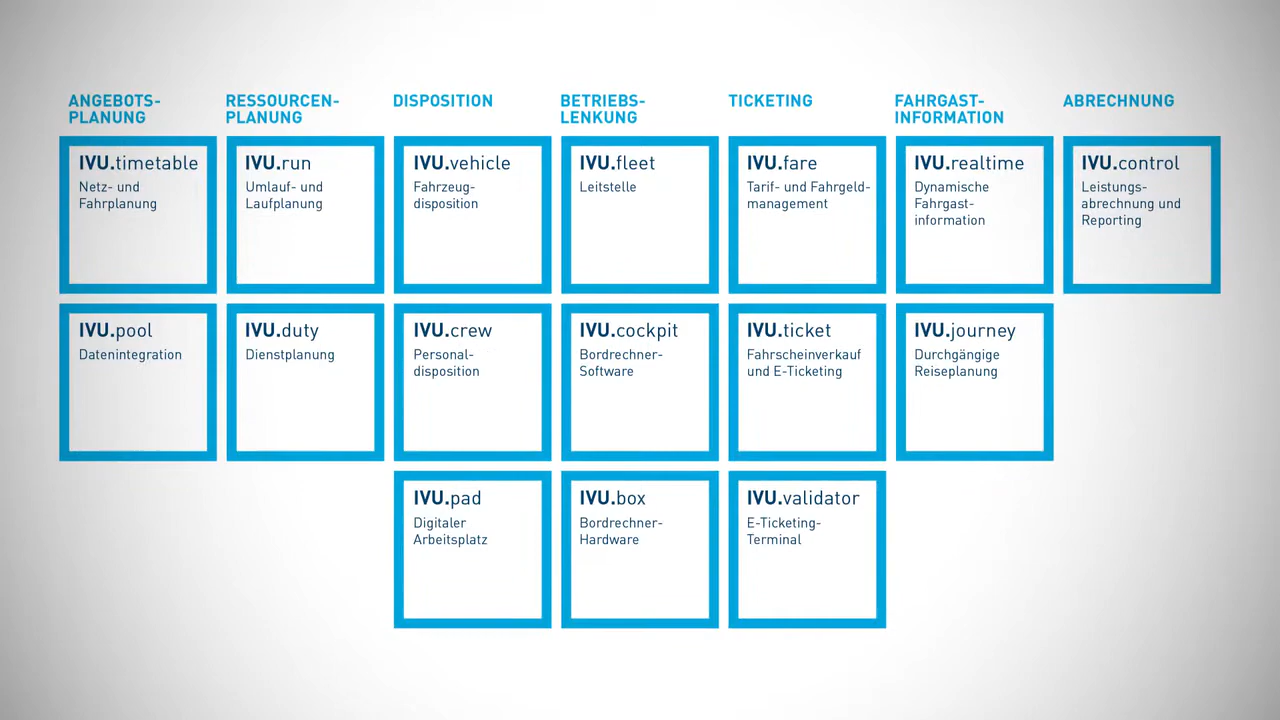 ANGEBOTS-
PLANUNG
RESSOURCEN-
PLANUNG
DISPOSITION
BETRIEBS-
LENKUNG
TICKETING
FAHRGAST-
INFORMATION
ABRECHNUNG
IVU.timetable
Netz- und
Fahrplanung
IVU.run
Umlauf- und
Laufplanung
IVU.vehicle
Fahrzeug-
disposition
IVU.fleet
Leitstelle
IVU.fare
Tarif- und Fahrgeld-
management
IVU.realtime
Dynamische
Fahrgast-
information
IVU.control
Leistungs-
abrechnung und
Reporting
IVU.pool
Datenintegration
IVU.duty
Dienstplanung
IVU.crew
Personal-
disposition
IVU.cockpit
Bordrechner-
Software
IVU.ticket
Fahrscheinverkauf
und E-Ticketing
IVU.journey
Durchgängige
Reiseplanung
IVU.pad
Digitaler
Arbeitsplatz
IVU.box
Bordrechner-
Hardware
IVU.validator
E-Ticketing-
Terminal